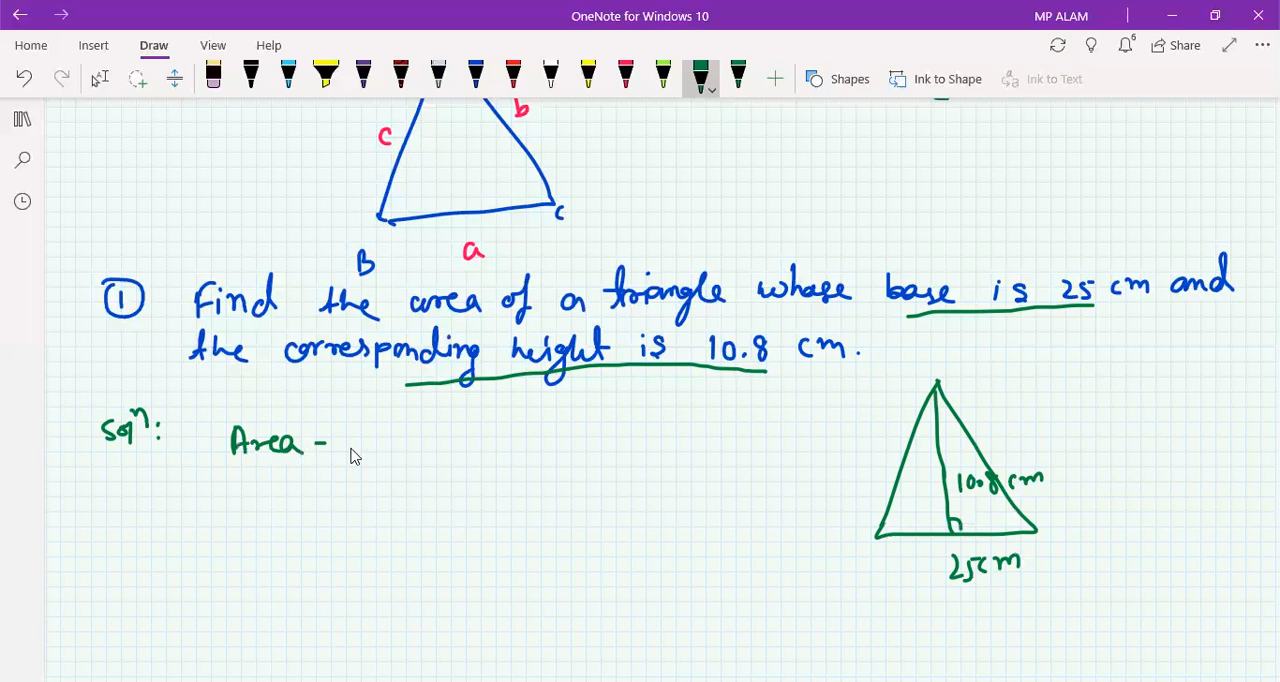 OneNote for Windows 10
MP ALAM
Home Insert Draw View Help
6
Share
Shapes
Ink to Shape
Ink to Text
c b
C
B a
1 Find the area of a triangle whose base is 25 cm and
the corresponding height is 10.8 cm.
Area -
10.8 cm
25cm